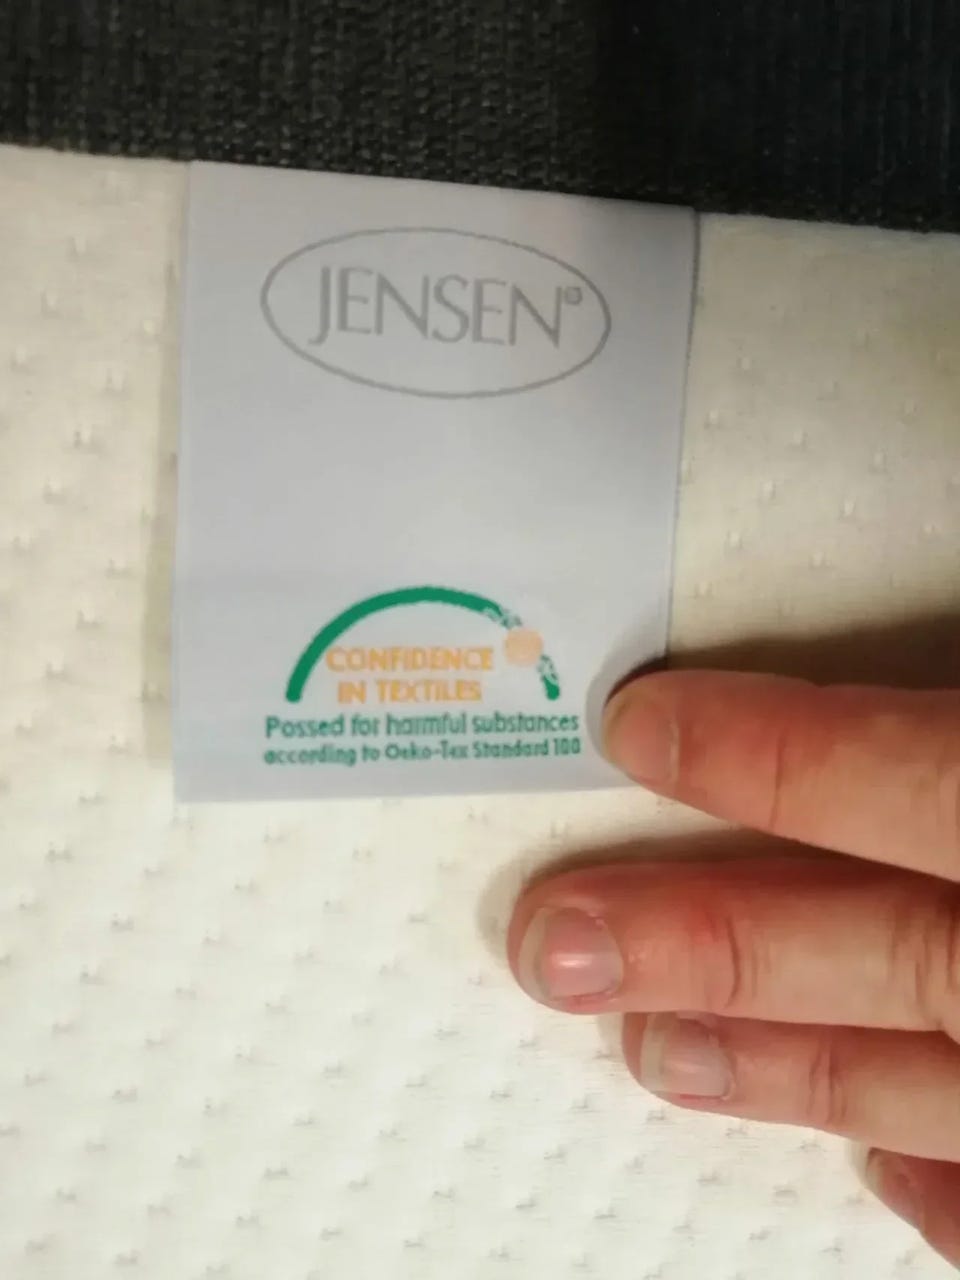 JENSEN®
CONFIDENCE
IN TEXTILES
Possed for harmful substances
according to Oeko-Tex Standard 100